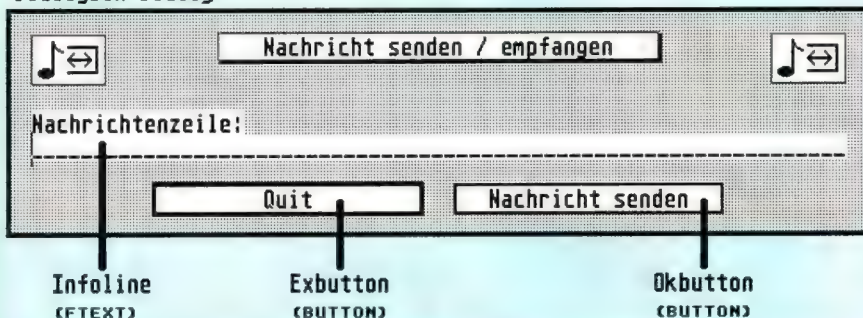 Nachricht senden / empfangen
Nachrichtenzeile:
Quit
Nachricht senden
Infoline
Exbutton
Okbutton
(FTEXT)
(BUTTON)
(BUTTON)